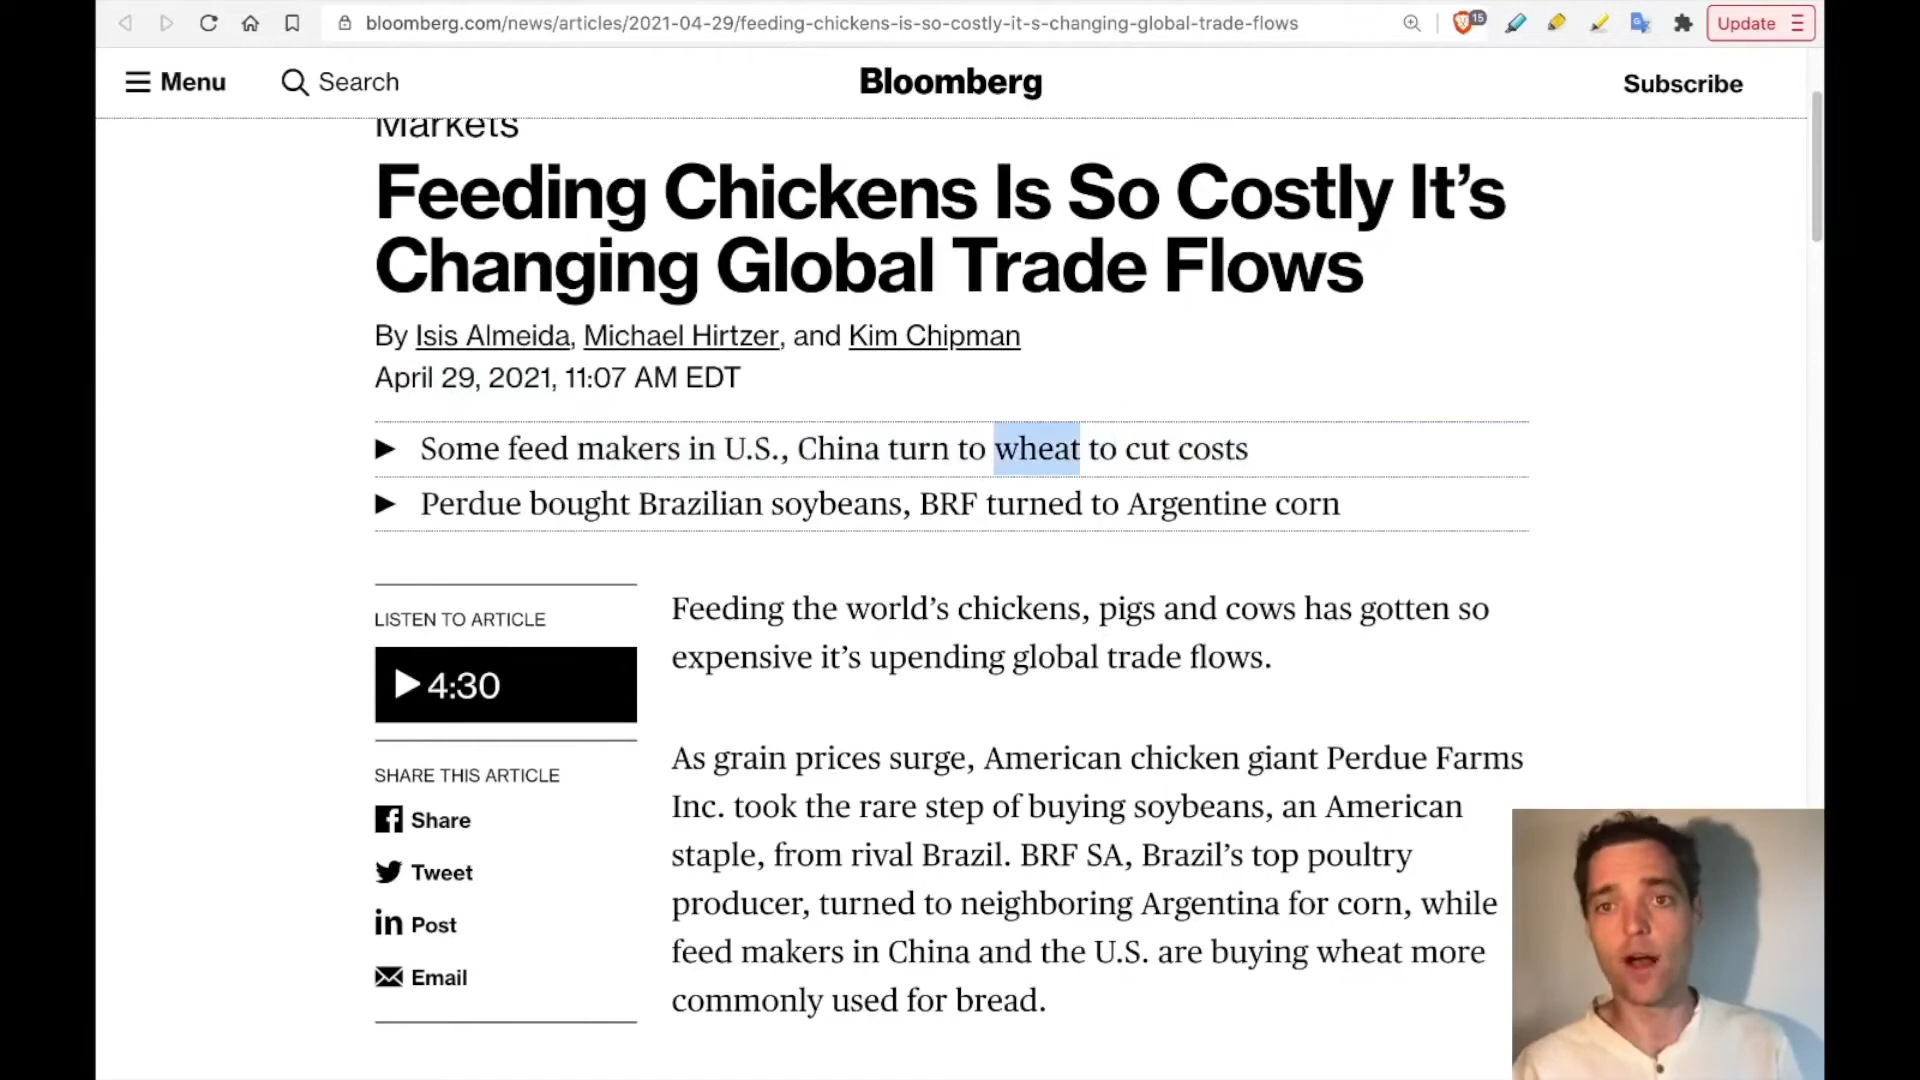 bloomberg.com/news/articles/2021-04-29/feeding-chickens-is-so-costly-it-s-changing-global-trade-flows
15
Update
Menu
Search
Bloomberg
Subscribe
Markets
Feeding Chickens Is So Costly It’s
Changing Global Trade Flows
By Isis Almeida, Michael Hirtzer, and Kim Chipman
April 29, 2021, 11:07 AM EDT
Some feed makers in U.S., China turn to wheat to cut costs
Perdue bought Brazilian soybeans, BRF turned to Argentine corn
LISTEN TO ARTICLE
4:30
SHARE THIS ARTICLE
Share
Tweet
Post
Email
Feeding the world’s chickens, pigs and cows has gotten so
expensive it’s upending global trade flows.
As grain prices surge, American chicken giant Perdue Farms
Inc. took the rare step of buying soybeans, an American
staple, from rival Brazil. BRF SA, Brazil’s top poultry
producer, turned to neighboring Argentina for corn, while
feed makers in China and the U.S. are buying wheat more
commonly used for bread.